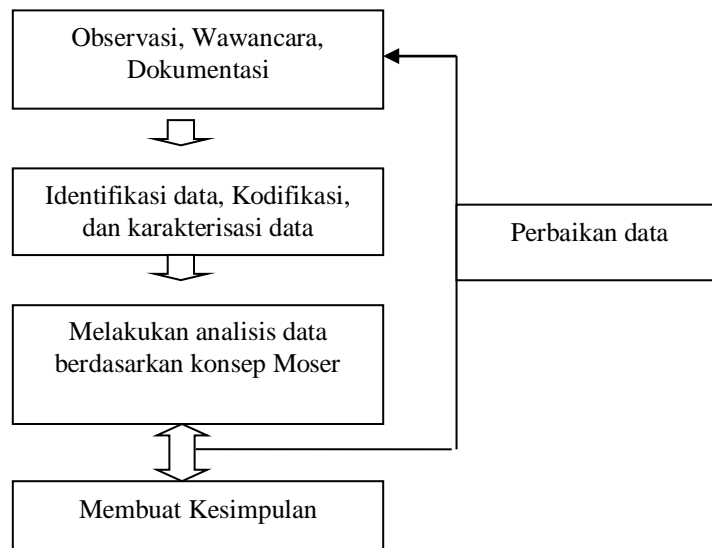 Observasi, Wawancara,
Dokumentasi
Identifikasi data, Kodifikasi,
dan karakterisasi data
Perbaikan data
Melakukan analisis data
berdasarkan konsep Moser
Membuat Kesimpulan